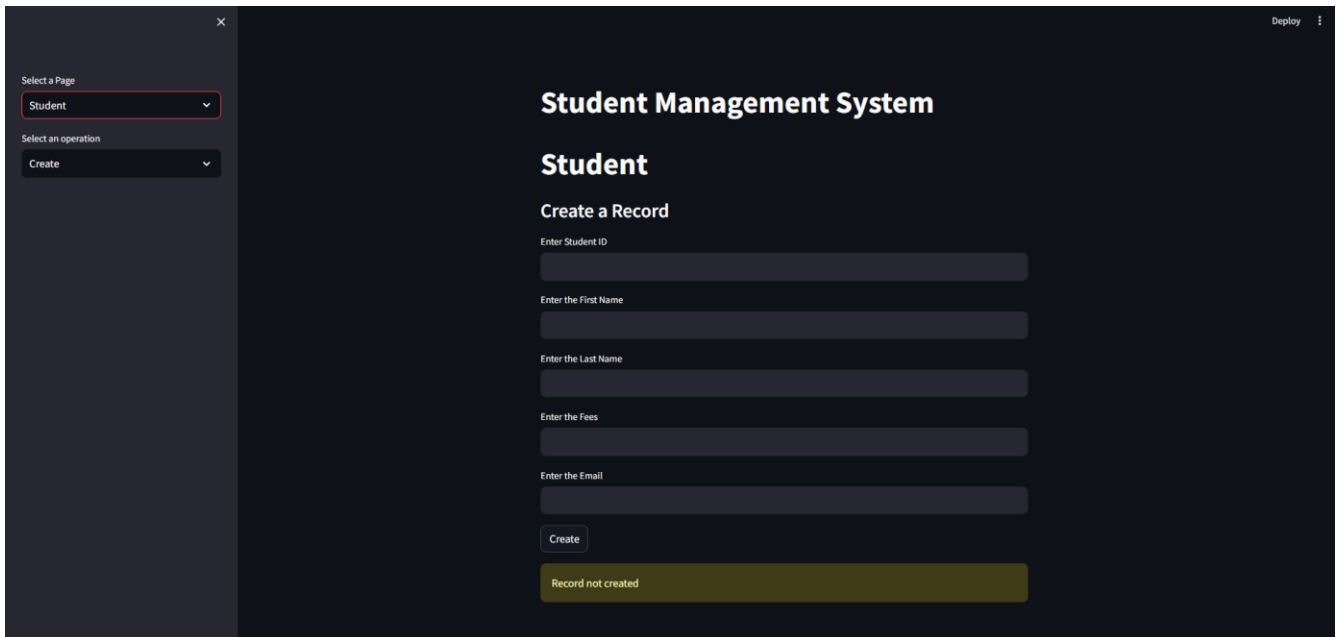 Deploy
Select a Page
Student
Select an operation
Create
Student Management System
Student
Create a Record
Enter Student ID
Enter the First Name
Enter the Last Name
Enter the Fees
Enter the Email
Create
Record not created